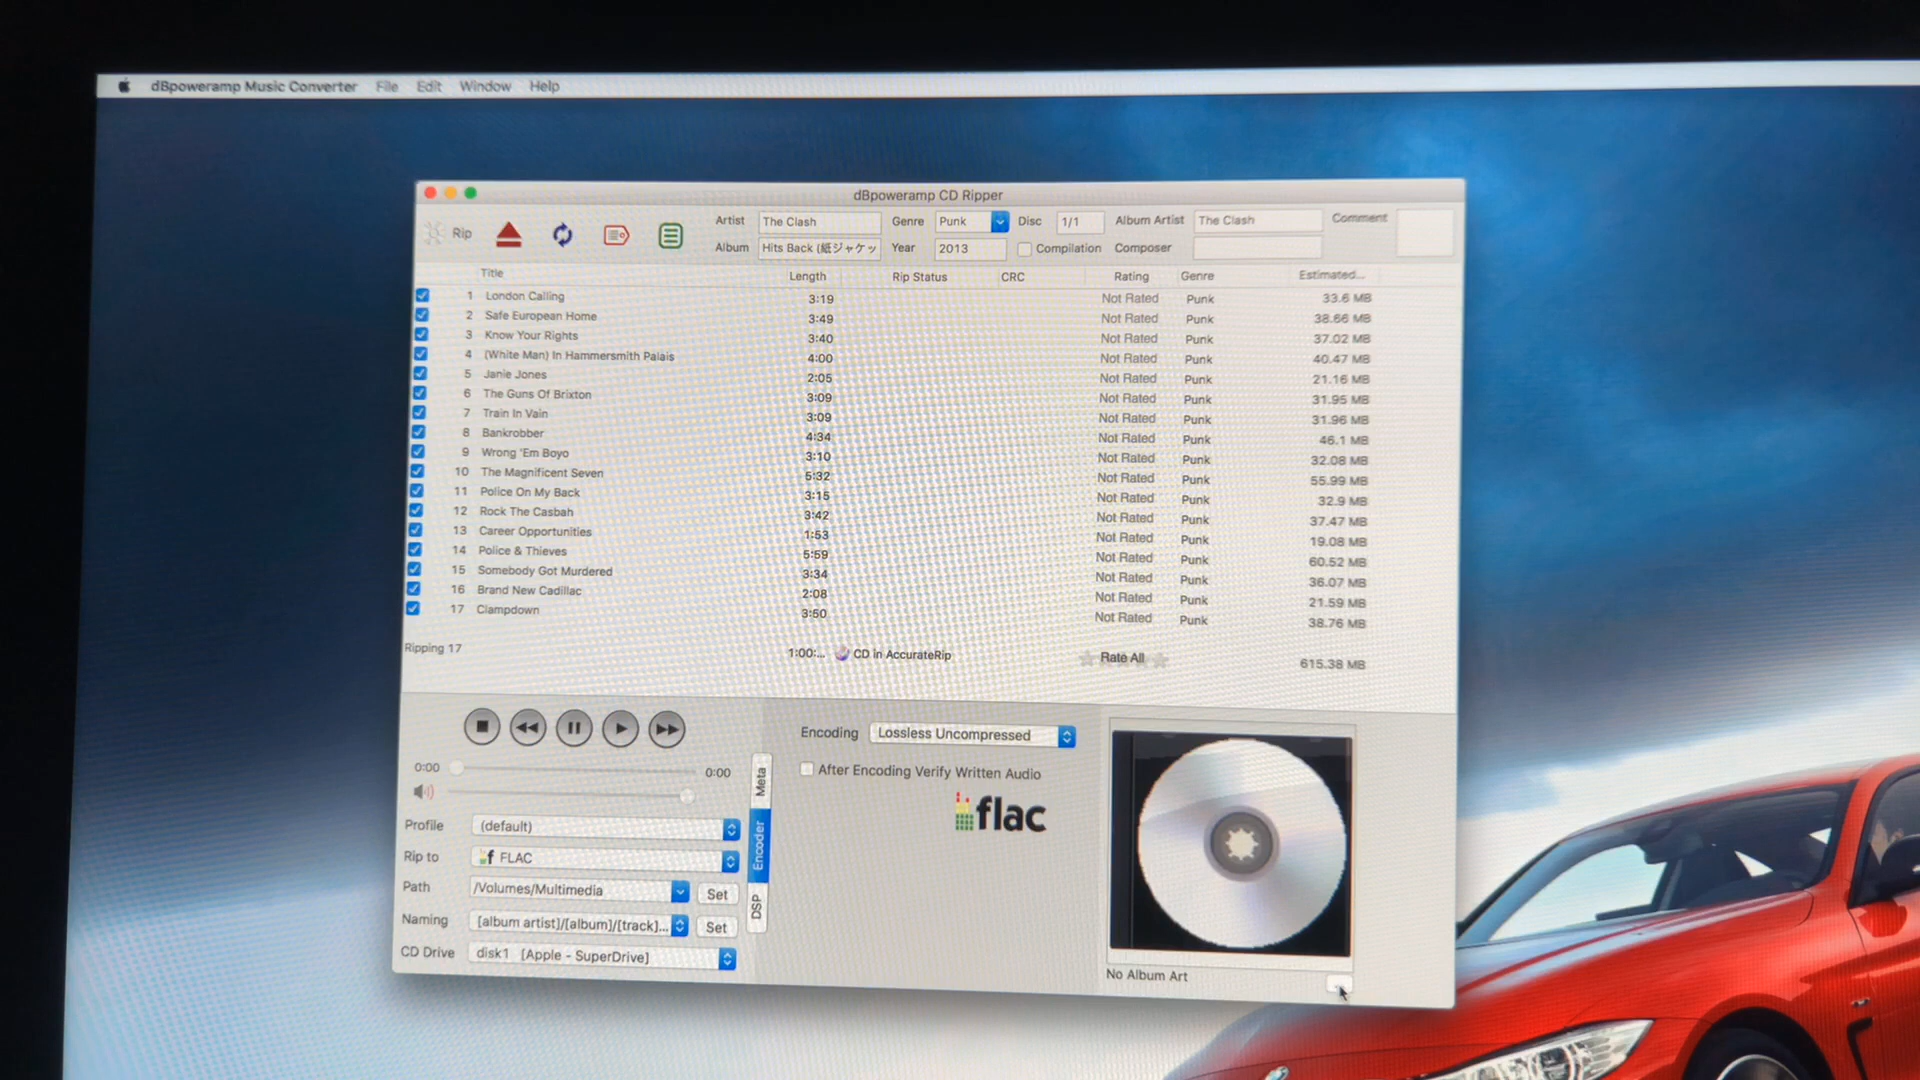 dBpoweramp Music Converter File Edit Window Help
dBpoweramp CD Ripper
Rip
Artist The Clash Genre Punk Disc 1/1 Album Artist The Clash Comment
Album Hits Back (紙ジャケッ Year 2013 Compilation Composer
Title Length Rip Status CRC Rating Genre Estimated...
1 London Calling 3:19 Not Rated Punk 33.6 MB
2 Safe European Home 3:49 Not Rated Punk 38.66 MB
3 Know Your Rights 3:40 Not Rated Punk 37.02 MB
4 (White Man) In Hammersmith Palais 4:00 Not Rated Punk 40.47 MB
5 Janie Jones 2:05 Not Rated Punk 21.16 MB
6 The Guns Of Brixton 3:09 Not Rated Punk 31.95 MB
7 Train In Vain 3:09 Not Rated Punk 31.96 MB
8 Bankrobber 4:34 Not Rated Punk 46.1 MB
9 Wrong 'Em Boyo 3:10 Not Rated Punk 32.08 MB
10 The Magnificent Seven 5:32 Not Rated Punk 55.99 MB
11 Police On My Back 3:15 Not Rated Punk 32.9 MB
12 Rock The Casbah 3:42 Not Rated Punk 37.47 MB
13 Career Opportunities 1:53 Not Rated Punk 19.08 MB
14 Police & Thieves 5:59 Not Rated Punk 60.52 MB
15 Somebody Got Murdered 3:34 Not Rated Punk 36.07 MB
16 Brand New Cadillac 2:08 Not Rated Punk 21.59 MB
17 Clampdown 3:50 Not Rated Punk 38.76 MB
Ripping 17 1:00:... CD in AccurateRip Rate All 615.38 MB
Encoding Lossless Uncompressed
0:00 0:00
After Encoding Verify Written Audio
flac
Meta
Encoder
DSP
Profile (default)
Rip to FLAC
Path /Volumes/Multimedia Set
Naming [album artist]/[album]/[track]... Set
CD Drive disk1 [Apple - SuperDrive]
No Album Art